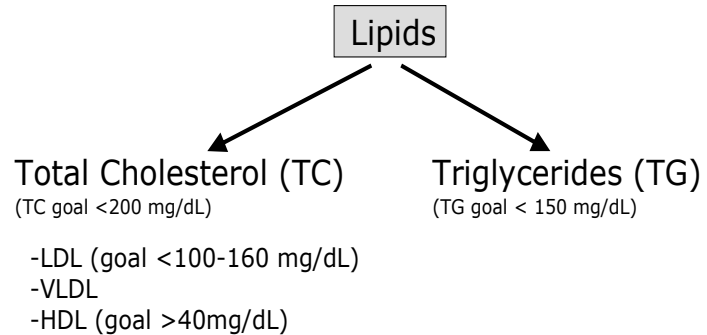 Lipids
Total Cholesterol (TC)
(TC goal <200 mg/dL)
-LDL (goal <100-160 mg/dL)
-VLDL
-HDL (goal >40mg/dL)
Triglycerides (TG)
(TG goal < 150 mg/dL)